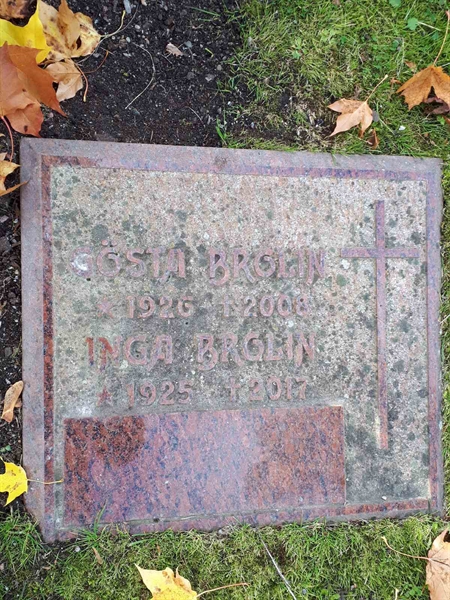 GÖSTA BROLIN
* 1926 † 2008
INGA BROLIN
* 1925 † 2017